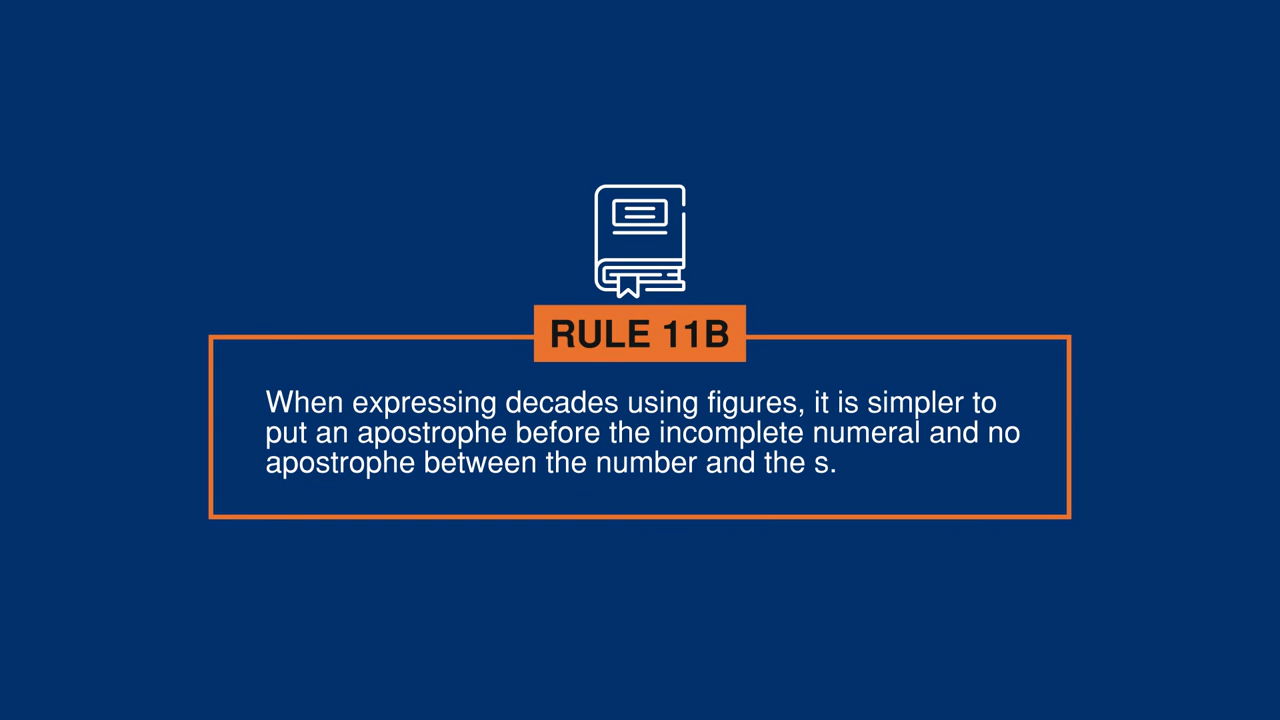 RULE 11B
When expressing decades using figures, it is simpler to
put an apostrophe before the incomplete numeral and no
apostrophe between the number and the s.